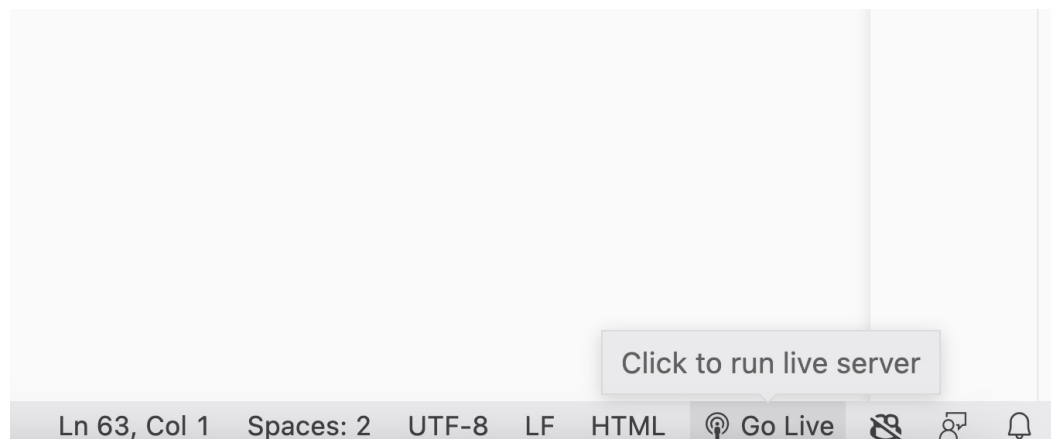 Click to run live server
Ln 63, Col 1 Spaces: 2 UTF-8 LF HTML Go Live